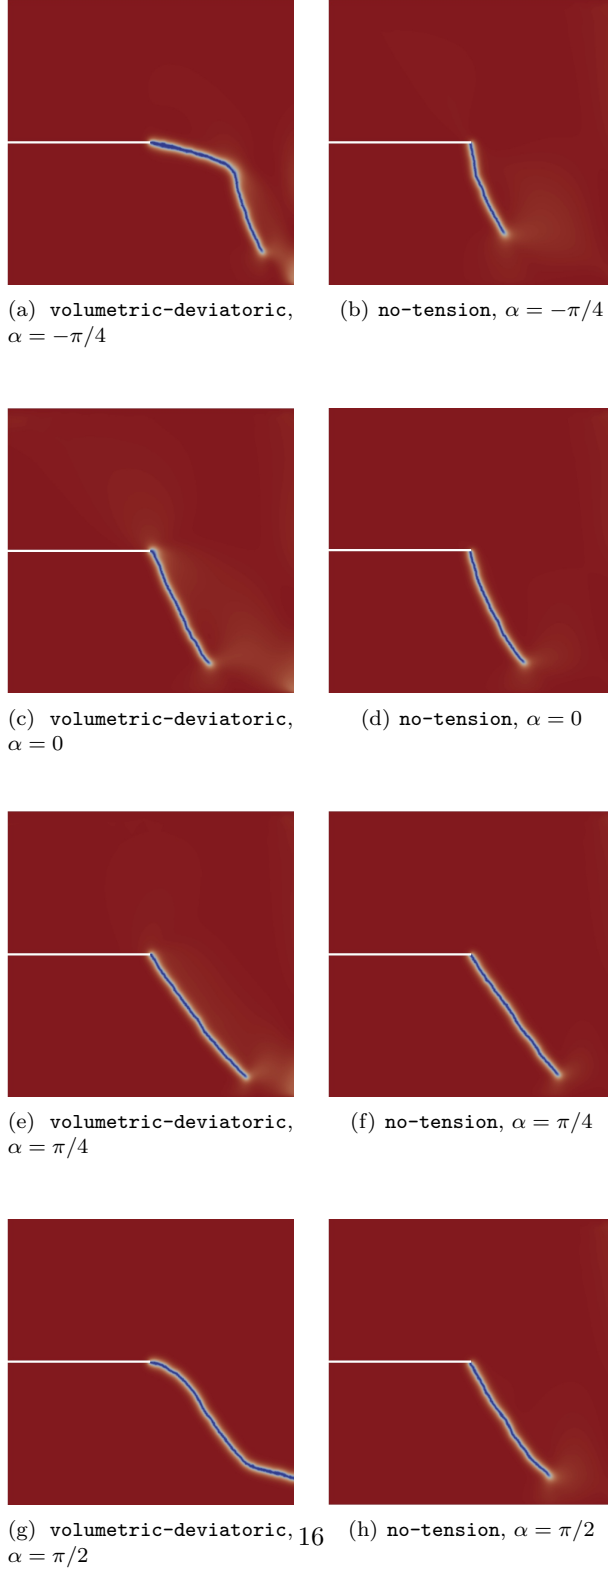 (a) volumetric-deviatoric,
α = −π/4
(b) no-tension, α = −π/4
(c) volumetric-deviatoric,
α = 0
(d) no-tension, α = 0
(e) volumetric-deviatoric,
α = π/4
(f) no-tension, α = π/4
(g) volumetric-deviatoric,
α = π/2
(h) no-tension, α = π/2
16